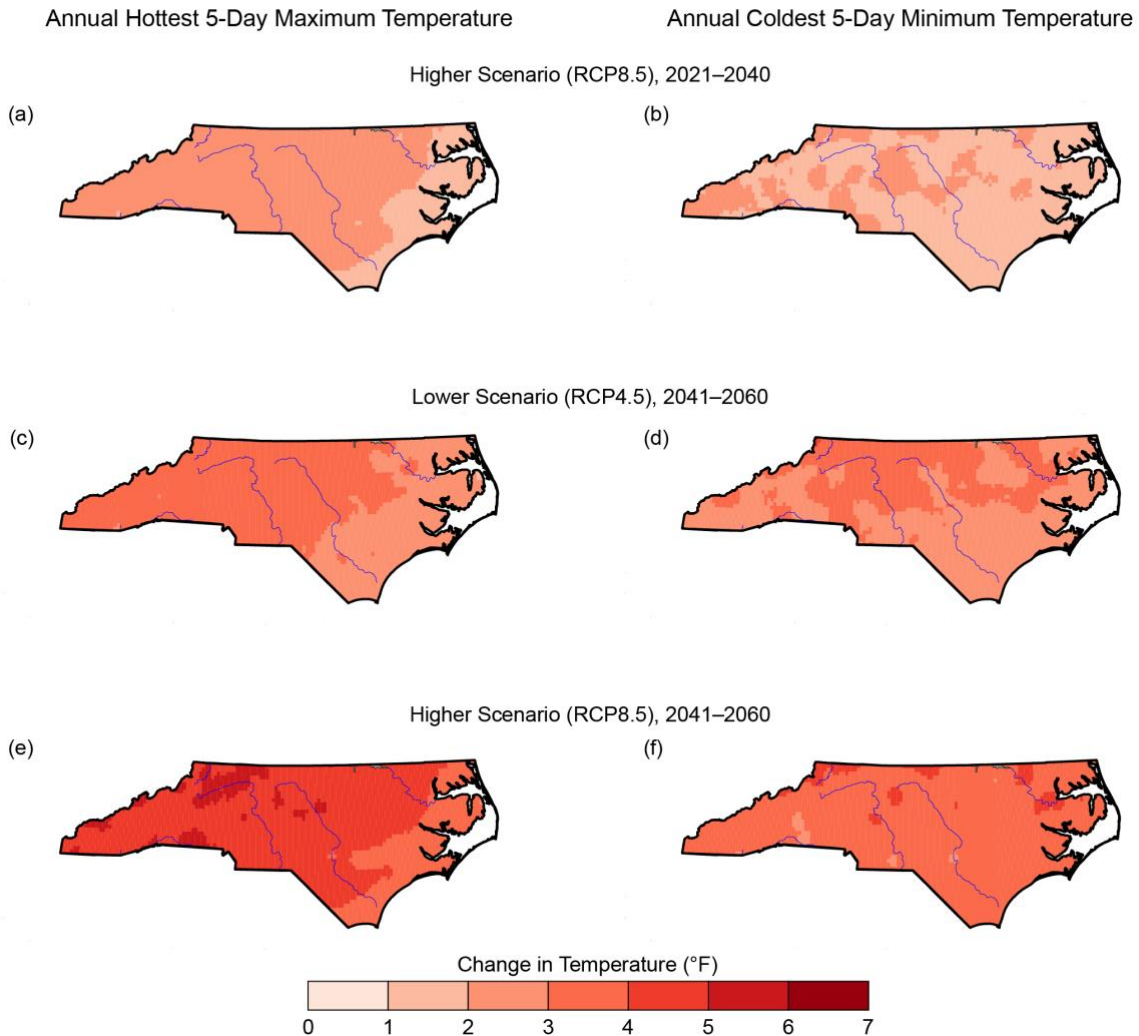 Annual Hottest 5-Day Maximum Temperature
Annual Coldest 5-Day Minimum Temperature
Higher Scenario (RCP8.5), 2021–2040
(a)
(b)
Lower Scenario (RCP4.5), 2041–2060
(c)
(d)
Higher Scenario (RCP8.5), 2041–2060
(e)
(f)
Change in Temperature (°F)
0 1 2 3 4 5 6 7